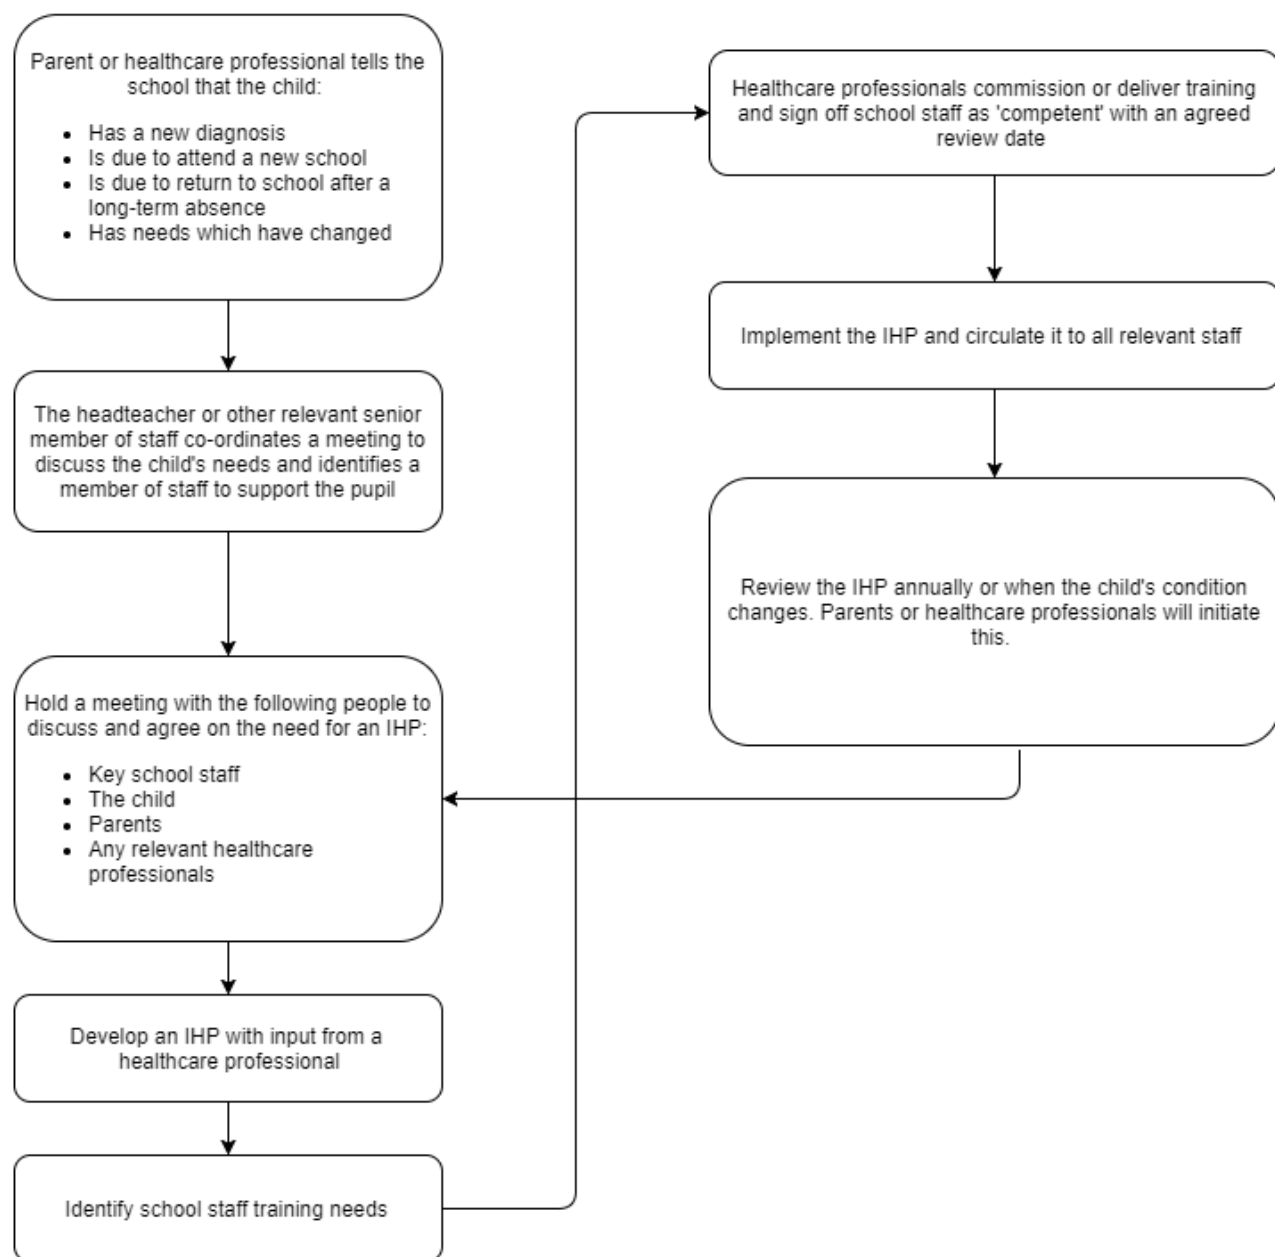 Parent or healthcare professional tells the
school that the child:
• Has a new diagnosis
• Is due to attend a new school
• Is due to return to school after a
long-term absence
• Has needs which have changed
The headteacher or other relevant senior
member of staff co-ordinates a meeting to
discuss the child's needs and identifies a
member of staff to support the pupil
Hold a meeting with the following people to
discuss and agree on the need for an IHP:
• Key school staff
• The child
• Parents
• Any relevant healthcare
professionals
Develop an IHP with input from a
healthcare professional
Identify school staff training needs
Healthcare professionals commission or deliver training
and sign off school staff as 'competent' with an agreed
review date
Implement the IHP and circulate it to all relevant staff
Review the IHP annually or when the child's condition
changes. Parents or healthcare professionals will initiate
this.